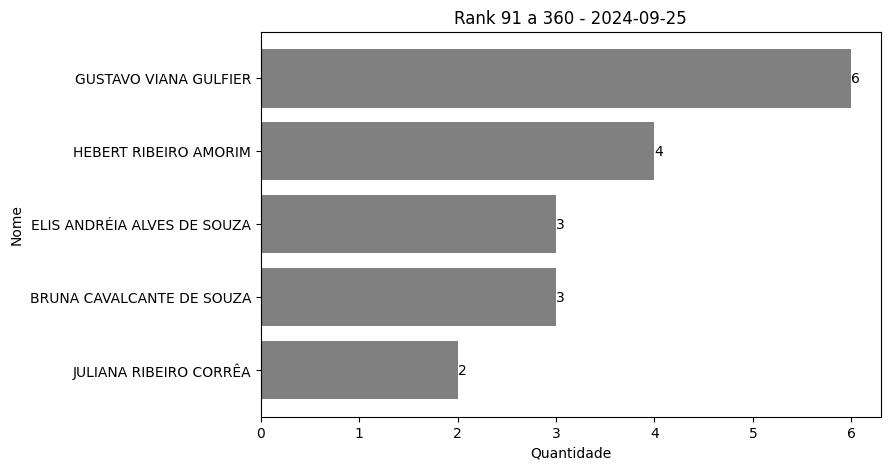 Rank 91 a 360 - 2024-09-25
Nome
GUSTAVO VIANA GULFIER
6
HEBERT RIBEIRO AMORIM
4
ELIS ANDRÉIA ALVES DE SOUZA
3
BRUNA CAVALCANTE DE SOUZA
3
JULIANA RIBEIRO CORRÊA
2
0 1 2 3 4 5 6
Quantidade